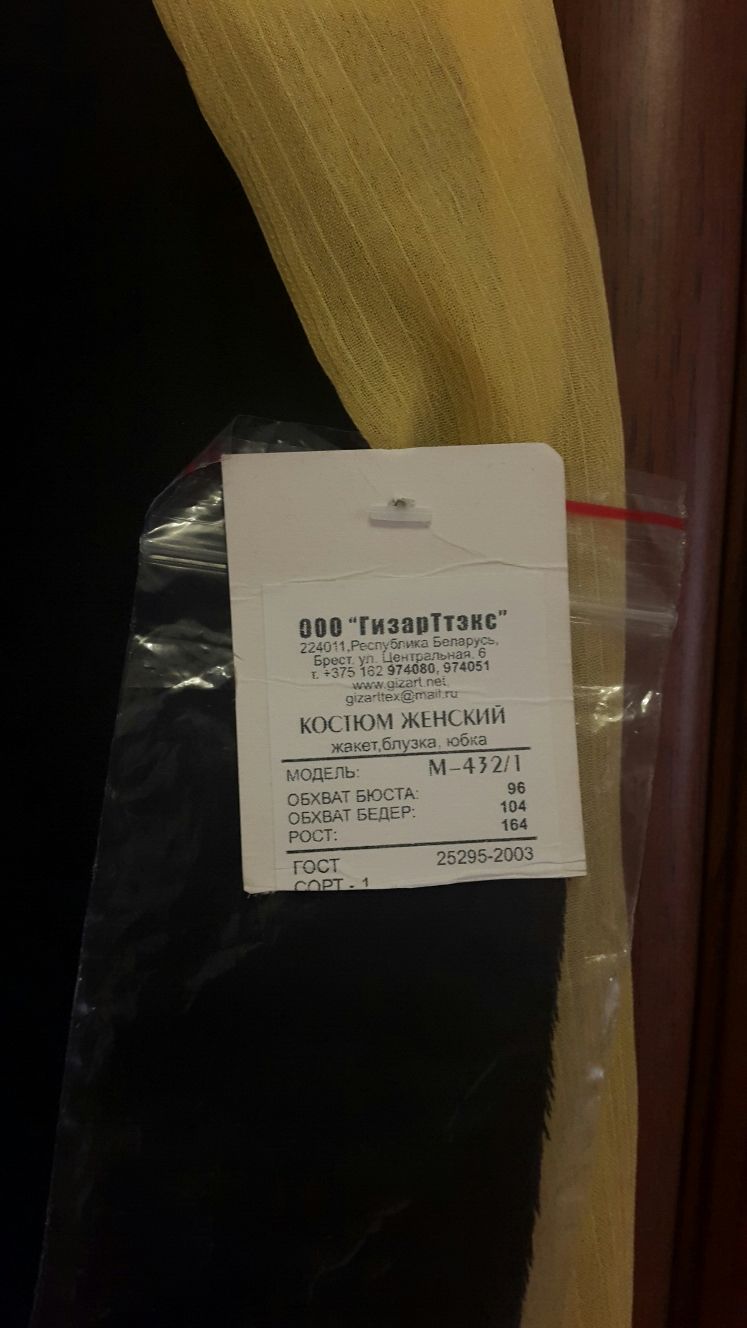 ООО "ГизарТтэкс"
224011,Республика Беларусь,
Брест. ул. Центральная, 6
т. +375 162 974080, 974051
www.gizart.net,
gizarttex@mail.ru
КОСТЮМ ЖЕНСКИЙ
жакет,блузка, юбка
МОДЕЛЬ: М-432/1
ОБХВАТ БЮСТА: 96
ОБХВАТ БЕДЕР: 104
РОСТ: 164
ГОСТ 25295-2003
СОРТ - 1